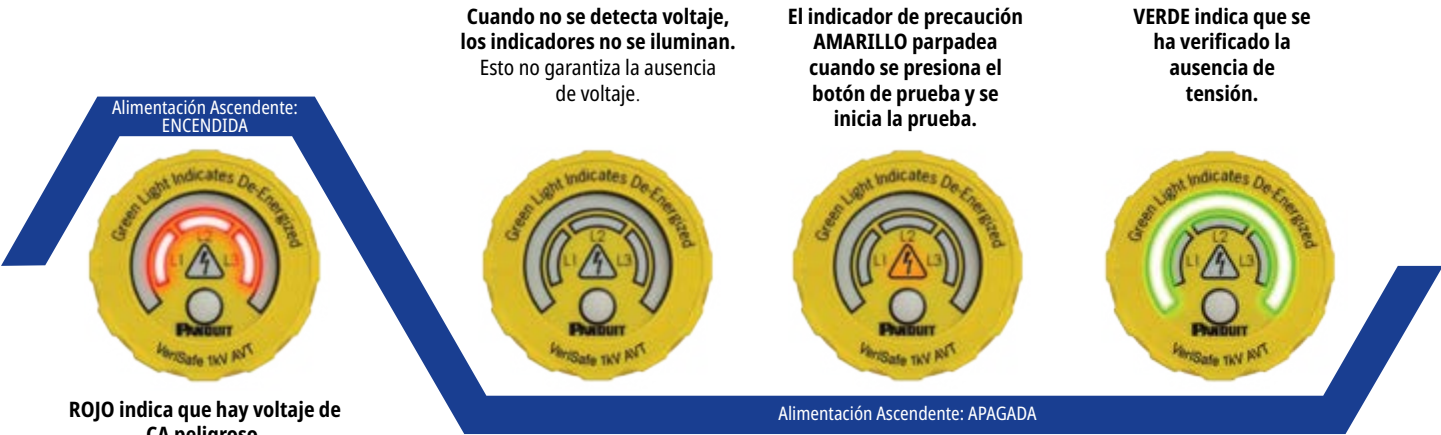 Cuando no se detecta voltaje,
los indicadores no se iluminan.
Esto no garantiza la ausencia
de voltaje.
El indicador de precaución
AMARILLO parpadea
cuando se presiona el
botón de prueba y se
inicia la prueba.
VERDE indica que se
ha verificado la
ausencia de
tensión.
Alimentación Ascendente:
ENCENDIDA
Green Light Indicates De-Energized
L2
L1 L3
PANDUIT
VeriSafe 1kV AVT
Green Light Indicates De-Energized
L2
L1 L3
PANDUIT
VeriSafe 1kV AVT
Green Light Indicates De-Energized
L2
L1 L3
PANDUIT
VeriSafe 1kV AVT
Green Light Indicates De-Energized
L2
L1 L3
PANDUIT
VeriSafe 1kV AVT
ROJO indica que hay voltaje de
CA peligroso
Alimentación Ascendente: APAGADA